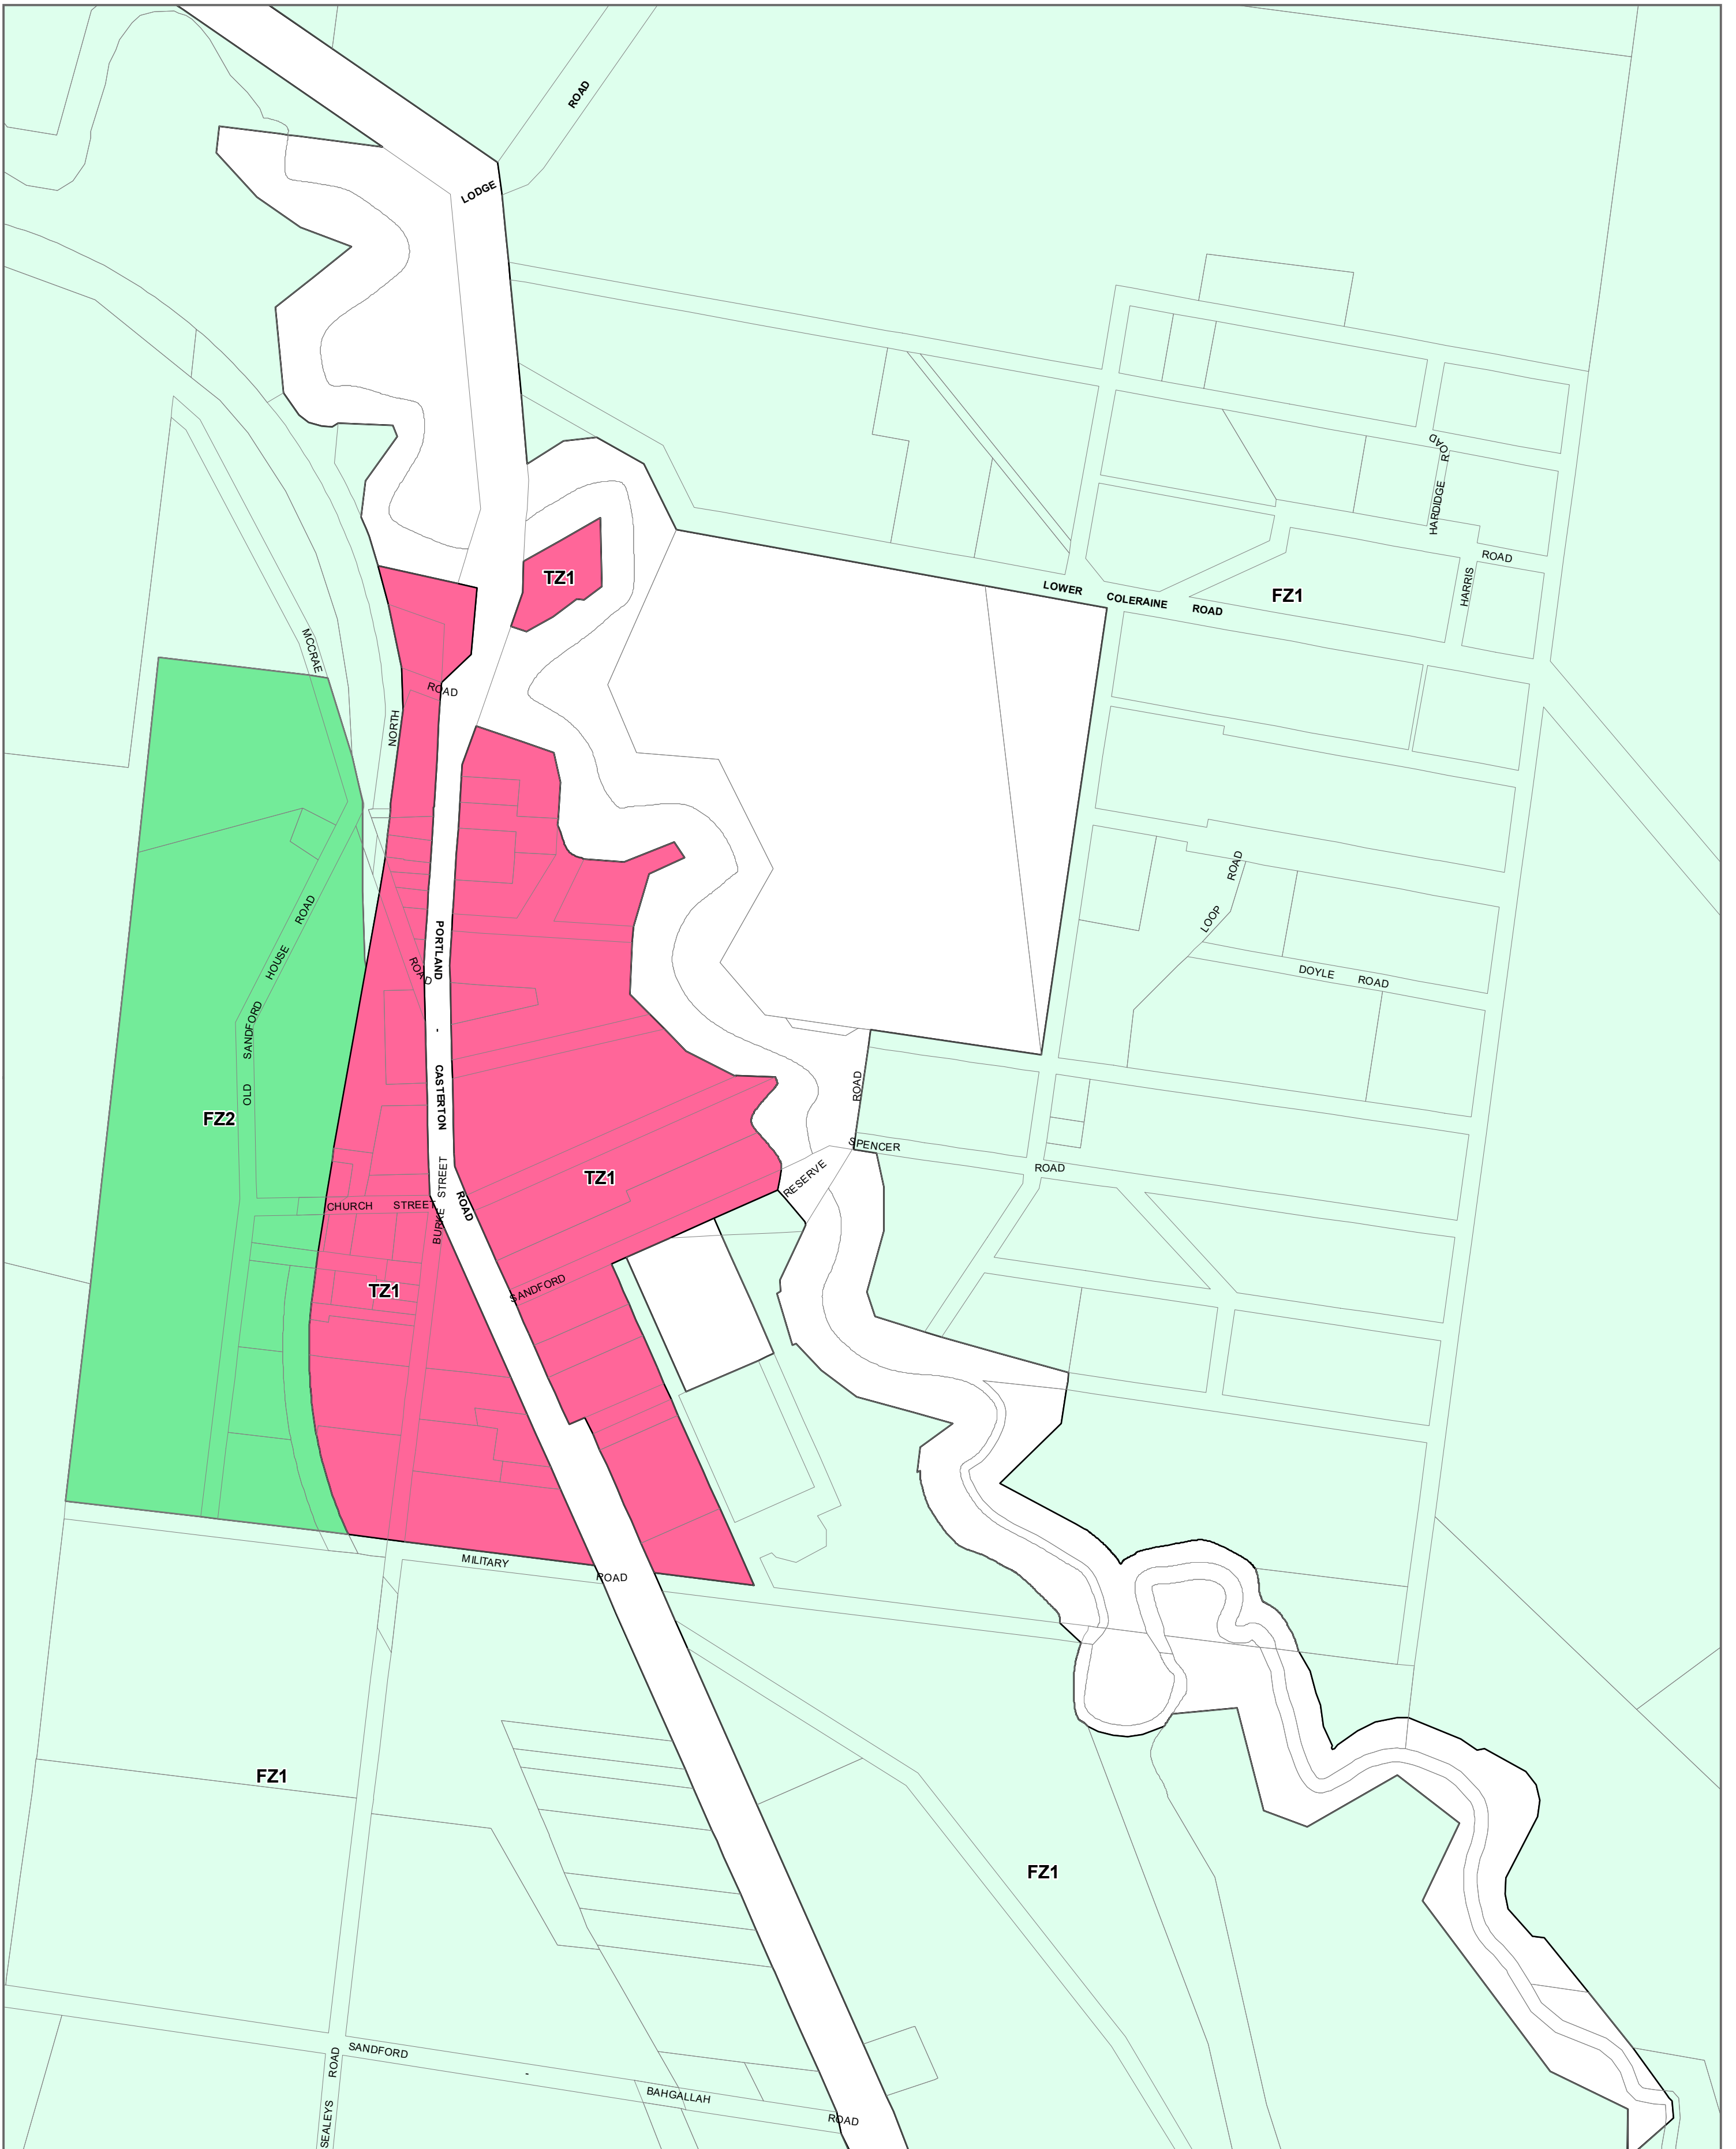 ROAD
LODGE
ROAD
HARDIDGE
ROAD
HARRIS
TZ1
LOWER COLERAINE ROAD
FZ1
MCCRAE
ROAD
NORTH
LOOP ROAD
DOYLE ROAD
OLD SANDFORD HOUSE ROAD
ROAD
PORTLAND - CASTERTON ROAD
FZ2
ROAD
SPENCER
ROAD
RESERVE
TZ1
CHURCH STREET
BURKE STREET
SANDFORD
TZ1
MILITARY
ROAD
FZ1
FZ1
SANDFORD - BAHGALLAH ROAD
SEALEYS ROAD